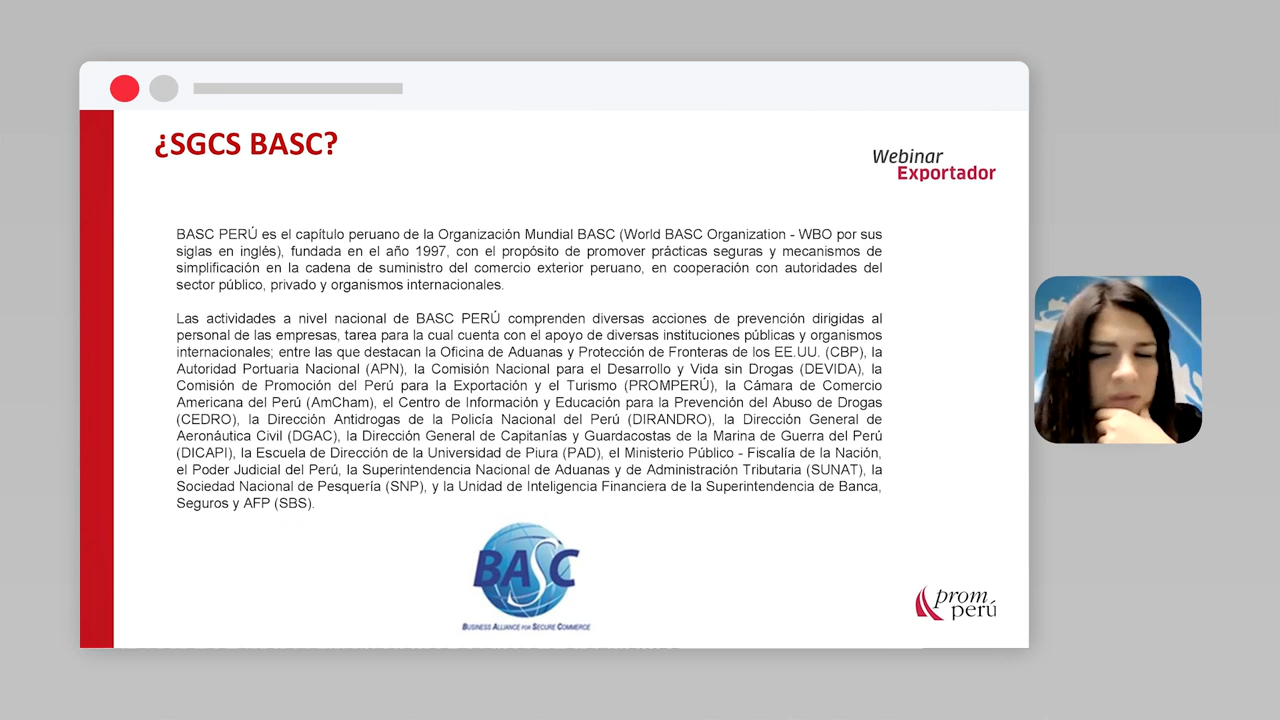 ¿SGCS BASC?
Webinar
Exportador
BASC PERÚ es el capítulo peruano de la Organización Mundial BASC (World BASC Organization - WBO por sus
siglas en inglés), fundada en el año 1997, con el propósito de promover prácticas seguras y mecanismos de
simplificación en la cadena de suministro del comercio exterior peruano, en cooperación con autoridades del
sector público, privado y organismos internacionales.
Las actividades a nivel nacional de BASC PERÚ comprenden diversas acciones de prevención dirigidas al
personal de las empresas, tarea para la cual cuenta con el apoyo de diversas instituciones públicas y organismos
internacionales; entre las que destacan la Oficina de Aduanas y Protección de Fronteras de los EE.UU. (CBP), la
Autoridad Portuaria Nacional (APN), la Comisión Nacional para el Desarrollo y Vida sin Drogas (DEVIDA), la
Comisión de Promoción del Perú para la Exportación y el Turismo (PROMPERÚ), la Cámara de Comercio
Americana del Perú (AmCham), el Centro de Información y Educación para la Prevención del Abuso de Drogas
(CEDRO), la Dirección Antidrogas de la Policía Nacional del Perú (DIRANDRO), la Dirección General de
Aeronáutica Civil (DGAC), la Dirección General de Capitanías y Guardacostas de la Marina de Guerra del Perú
(DICAPI), la Escuela de Dirección de la Universidad de Piura (PAD), el Ministerio Público - Fiscalía de la Nación,
el Poder Judicial del Perú, la Superintendencia Nacional de Aduanas y de Administración Tributaria (SUNAT), la
Sociedad Nacional de Pesquería (SNP), y la Unidad de Inteligencia Financiera de la Superintendencia de Banca,
Seguros y AFP (SBS).
BASC
BUSINESS ALLIANCE FOR SECURE COMMERCE
prom
perú